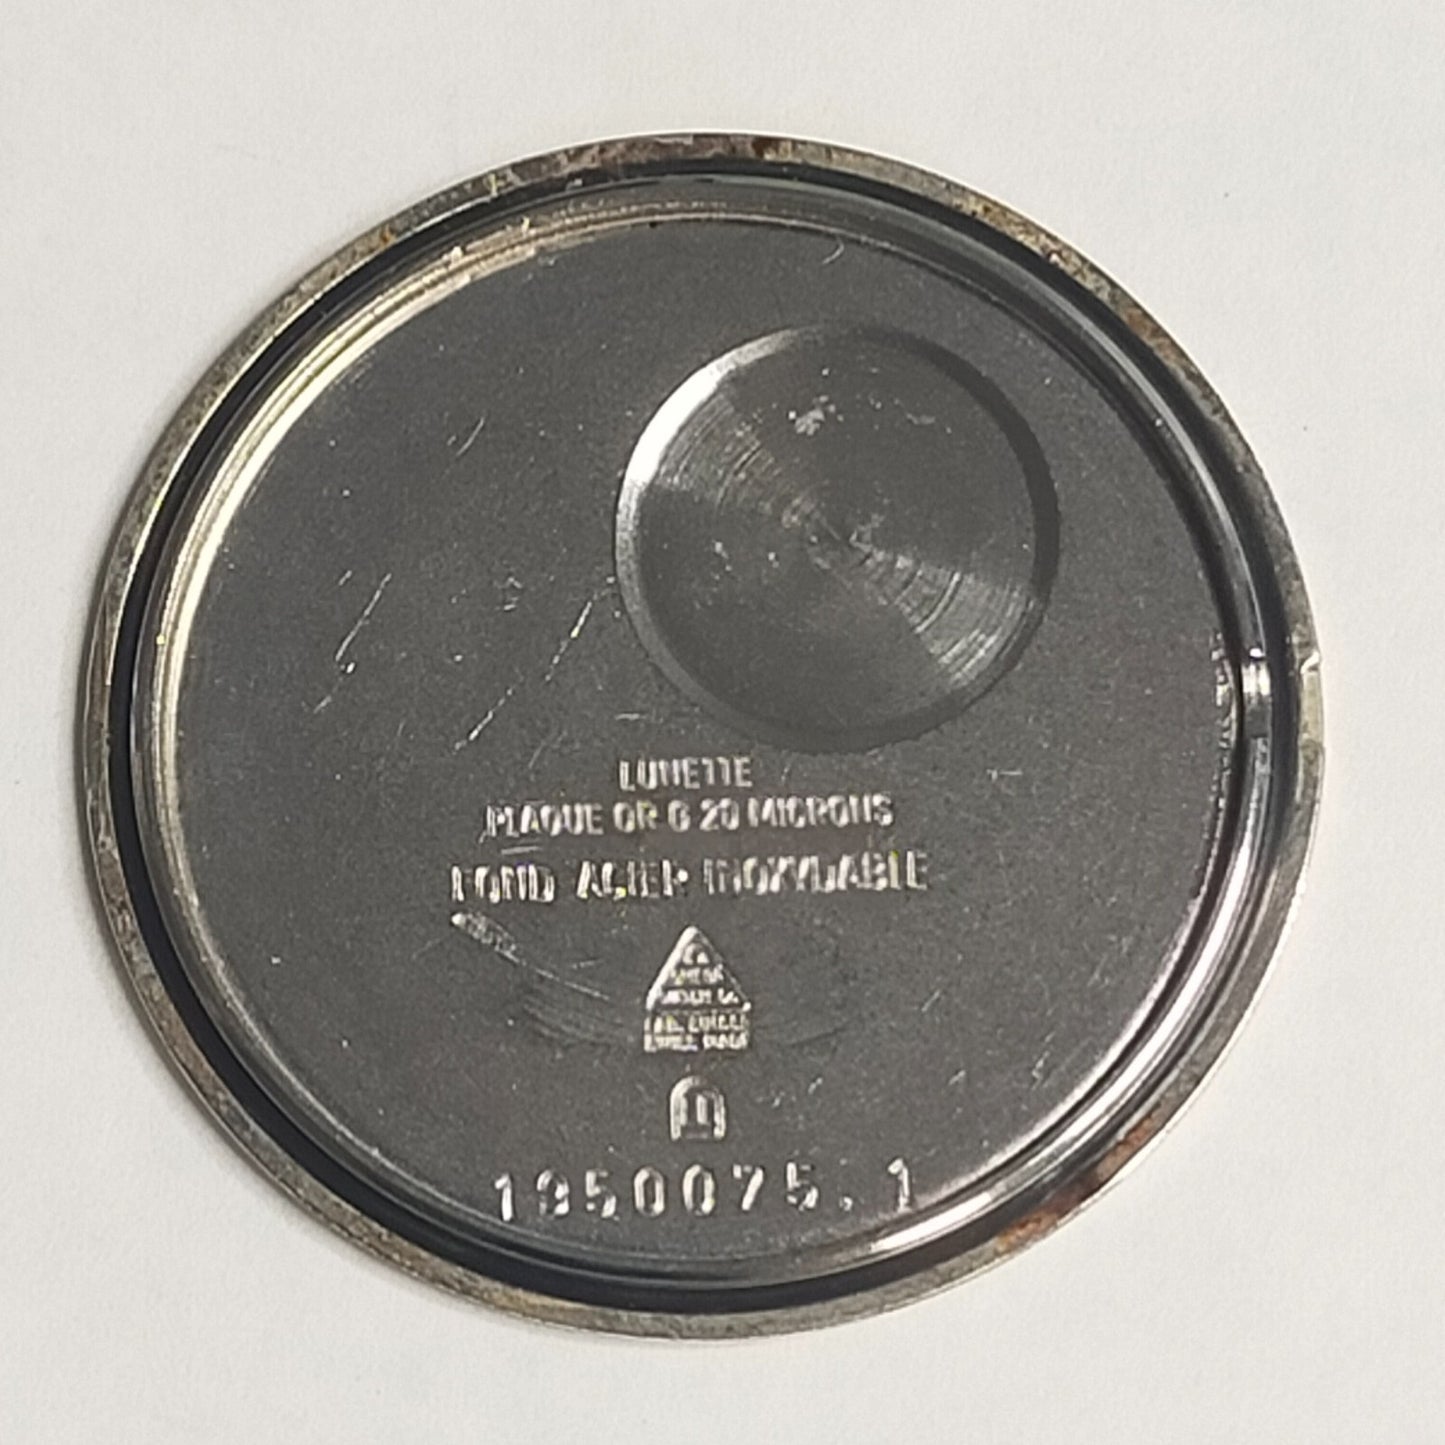 LUNETTE
PLAQUE OR G 20 MICRONS
FOND ACIER INOXYDABLE
1950075.1